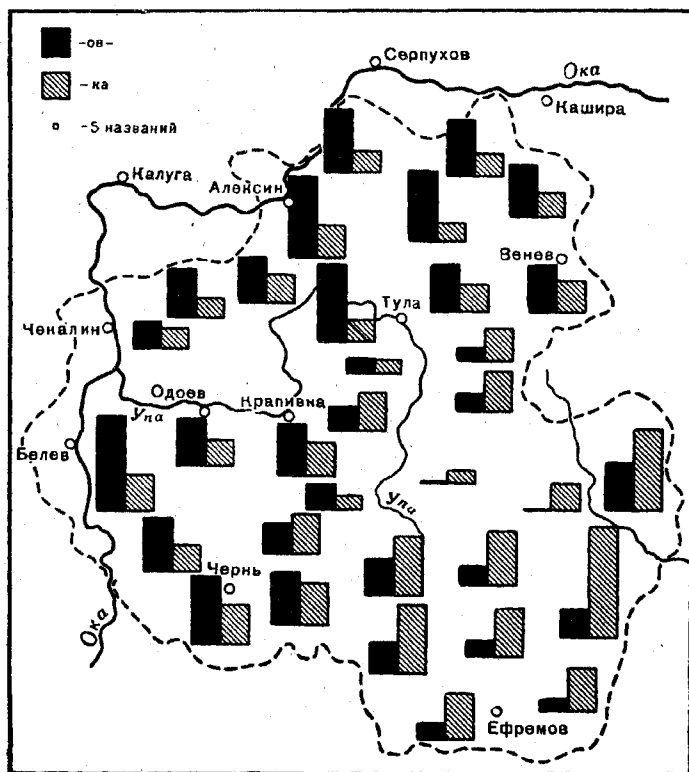 -ов-
-ка
-5 названий
Серпухов
Ока
Кашира
Калуга
Алексин
Венев
Тула
Чекалин
Одоев
Крапивна
Упа
Белев
Упа
Чернь
Ока
Ефремов